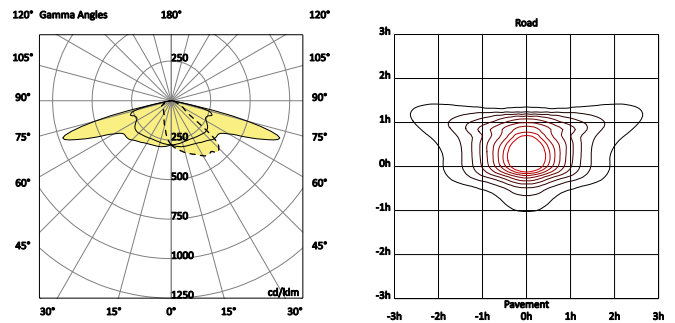 120° Gamma Angles 180° 120°
250
105° 105°
90° 90°
250
75° 75°
500
60° 60°
750
45° 45°
1000
cd/klm
1250
30° 15° 0° 15° 30°
Road
3h
2h
1h
0h
-1h
-2h
-3h
Pavement
-3h -2h -1h 0h 1h 2h 3h